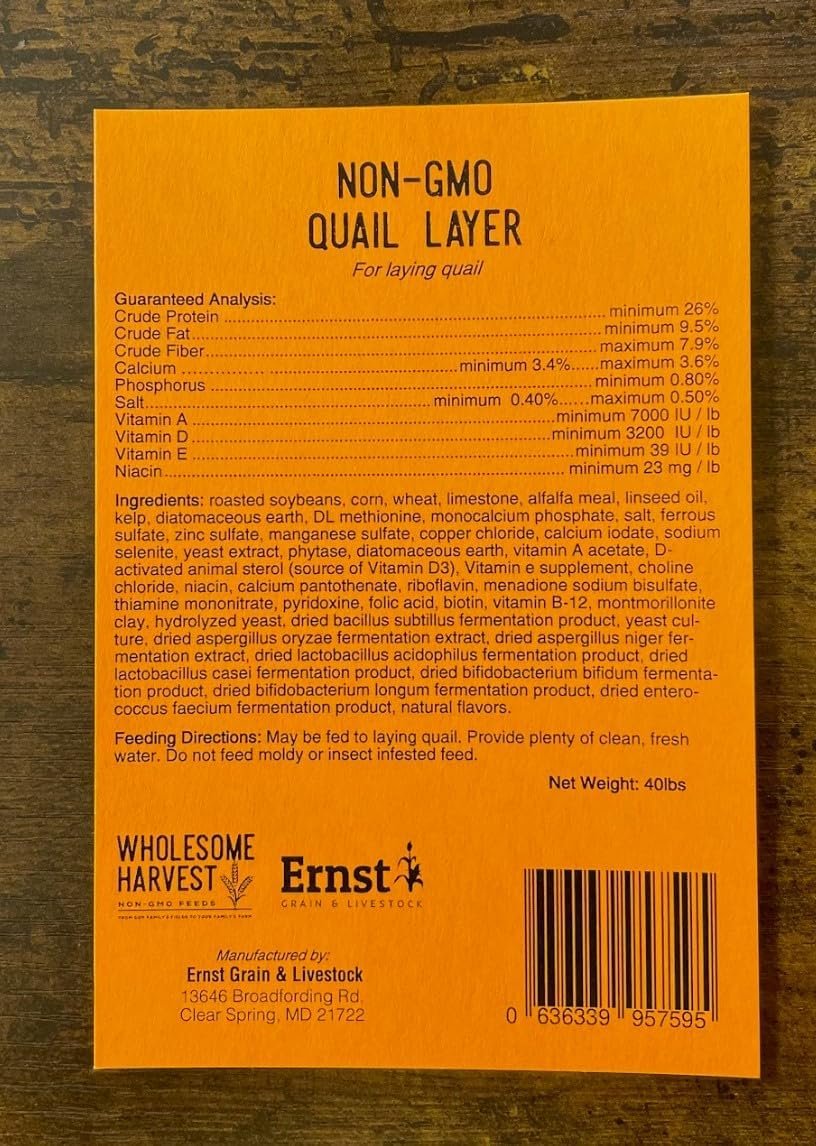 NON-GMO
QUAIL LAYER
For laying quail
Guaranteed Analysis:
Crude Protein ........................................ minimum 26%
Crude Fat ........................................ minimum 9.5%
Crude Fiber ........................................ maximum 7.9%
Calcium ........................................ minimum 3.4%......maximum 3.6%
Phosphorus ........................................ minimum 0.80%
Salt ........................................ minimum 0.40%......maximum 0.50%
Vitamin A ........................................ minimum 7000 IU / lb
Vitamin D ........................................ minimum 3200 IU / lb
Vitamin E ........................................ minimum 39 IU / lb
Niacin ........................................ minimum 23 mg / lb
Ingredients: roasted soybeans, corn, wheat, limestone, alfalfa meal, linseed oil,
kelp, diatomaceous earth, DL methionine, monocalcium phosphate, salt, ferrous
sulfate, zinc sulfate, manganese sulfate, copper chloride, calcium iodate, sodium
selenite, yeast extract, phytase, diatomaceous earth, vitamin A acetate, D-
activated animal sterol (source of Vitamin D3), Vitamin e supplement, choline
chloride, niacin, calcium pantothenate, riboflavin, menadione sodium bisulfate,
thiamine mononitrate, pyridoxine, folic acid, biotin, vitamin B-12, montmorillonite
clay, hydrolyzed yeast, dried bacillus subtillus fermentation product, yeast cul-
ture, dried aspergillus oryzae fermentation extract, dried aspergillus niger fer-
mentation extract, dried lactobacillus acidophilus fermentation product, dried
lactobacillus casei fermentation product, dried bifidobacterium bifidum fermenta-
tion product, dried bifidobacterium longum fermentation product, dried entero-
coccus faecium fermentation product, natural flavors.
Feeding Directions: May be fed to laying quail. Provide plenty of clean, fresh
water. Do not feed moldy or insect infested feed.
Net Weight: 40lbs
WHOLESOME
HARVEST
NON-GMO FEEDS
FROM OUR FAMILY'S FIELDS TO YOUR FAMILY'S FARM
Ernst
GRAIN & LIVESTOCK
Manufactured by:
Ernst Grain & Livestock
13646 Broadfording Rd.
Clear Spring, MD 21722
0 636339 957595